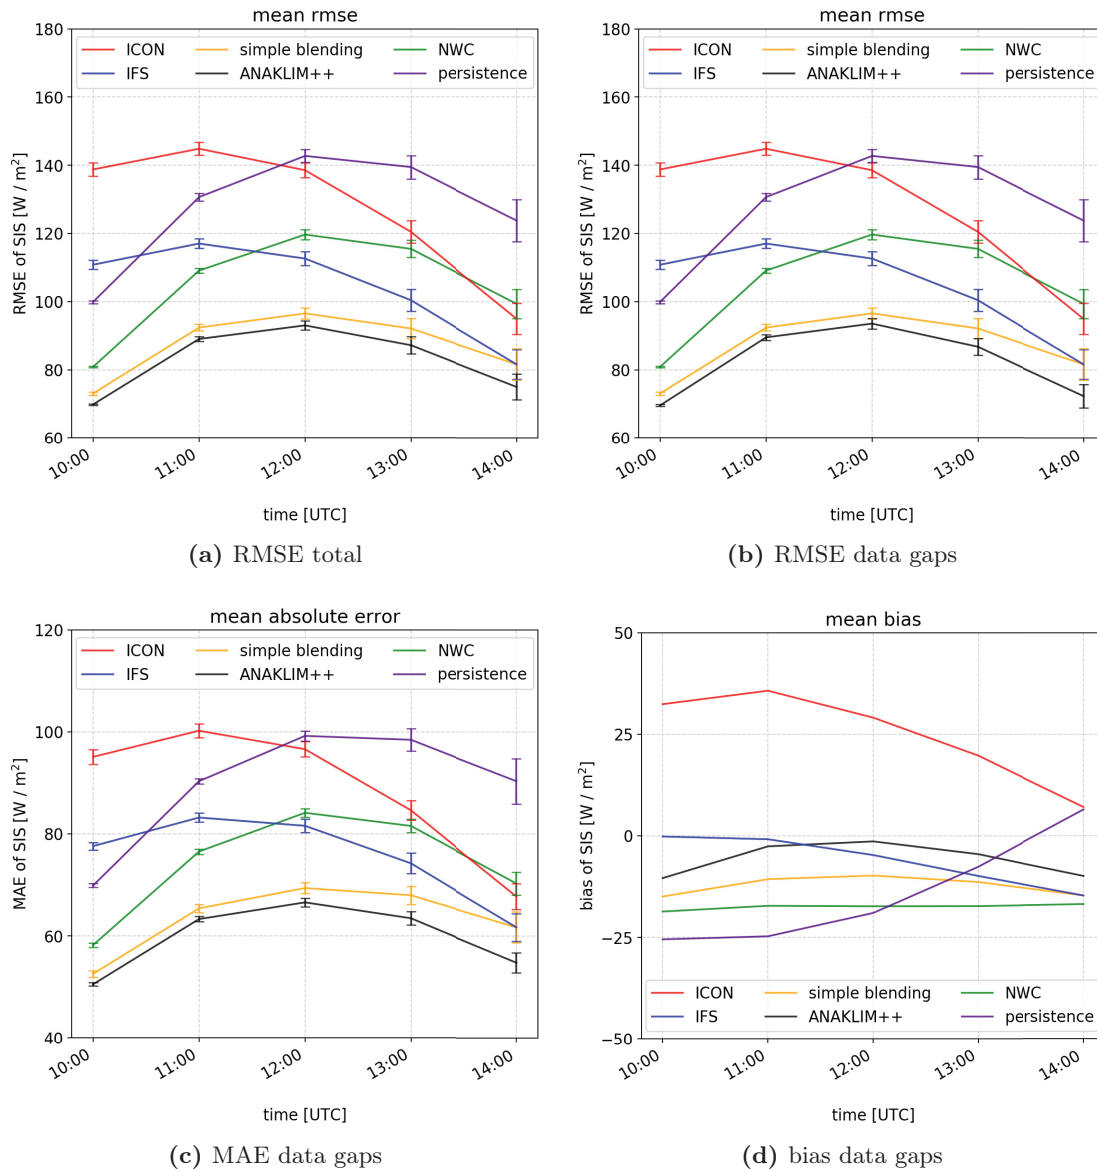 mean rmse
180
160
140
120
100
80
60
RMSE of SIS [W / m²]
ICON simple blending NWC
IFS ANAKLIM++ persistence
10:00 11:00 12:00 13:00 14:00
time [UTC]
(a) RMSE total
mean rmse
180
160
140
120
100
80
60
RMSE of SIS [W / m²]
ICON simple blending NWC
IFS ANAKLIM++ persistence
10:00 11:00 12:00 13:00 14:00
time [UTC]
(b) RMSE data gaps
mean absolute error
120
100
80
60
40
MAE of SIS [W / m²]
ICON simple blending NWC
IFS ANAKLIM++ persistence
10:00 11:00 12:00 13:00 14:00
time [UTC]
(c) MAE data gaps
mean bias
50
25
0
−25
−50
bias of SIS [W / m²]
ICON simple blending NWC
IFS ANAKLIM++ persistence
10:00 11:00 12:00 13:00 14:00
time [UTC]
(d) bias data gaps